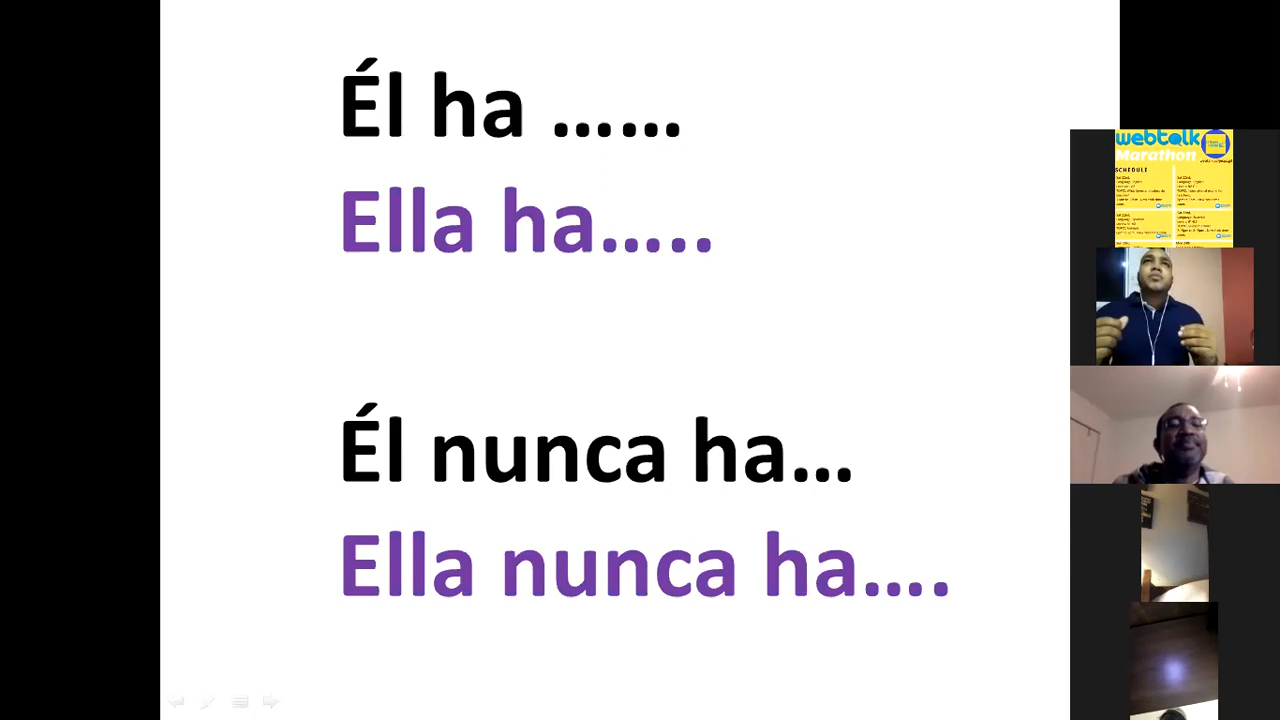 Él ha ......
Ella ha.....
Él nunca ha...
Ella nunca ha....
webtalk
Marathon
SCHEDULE